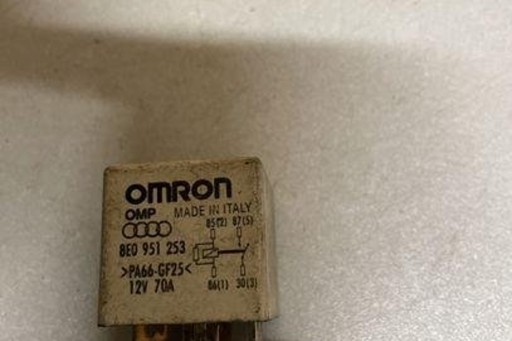 OMRON
OMP MADE IN ITALY
85(2) 87(5)
8E0 951 253
>PA66-GF25<
12V 70A
86(1) 30(3)